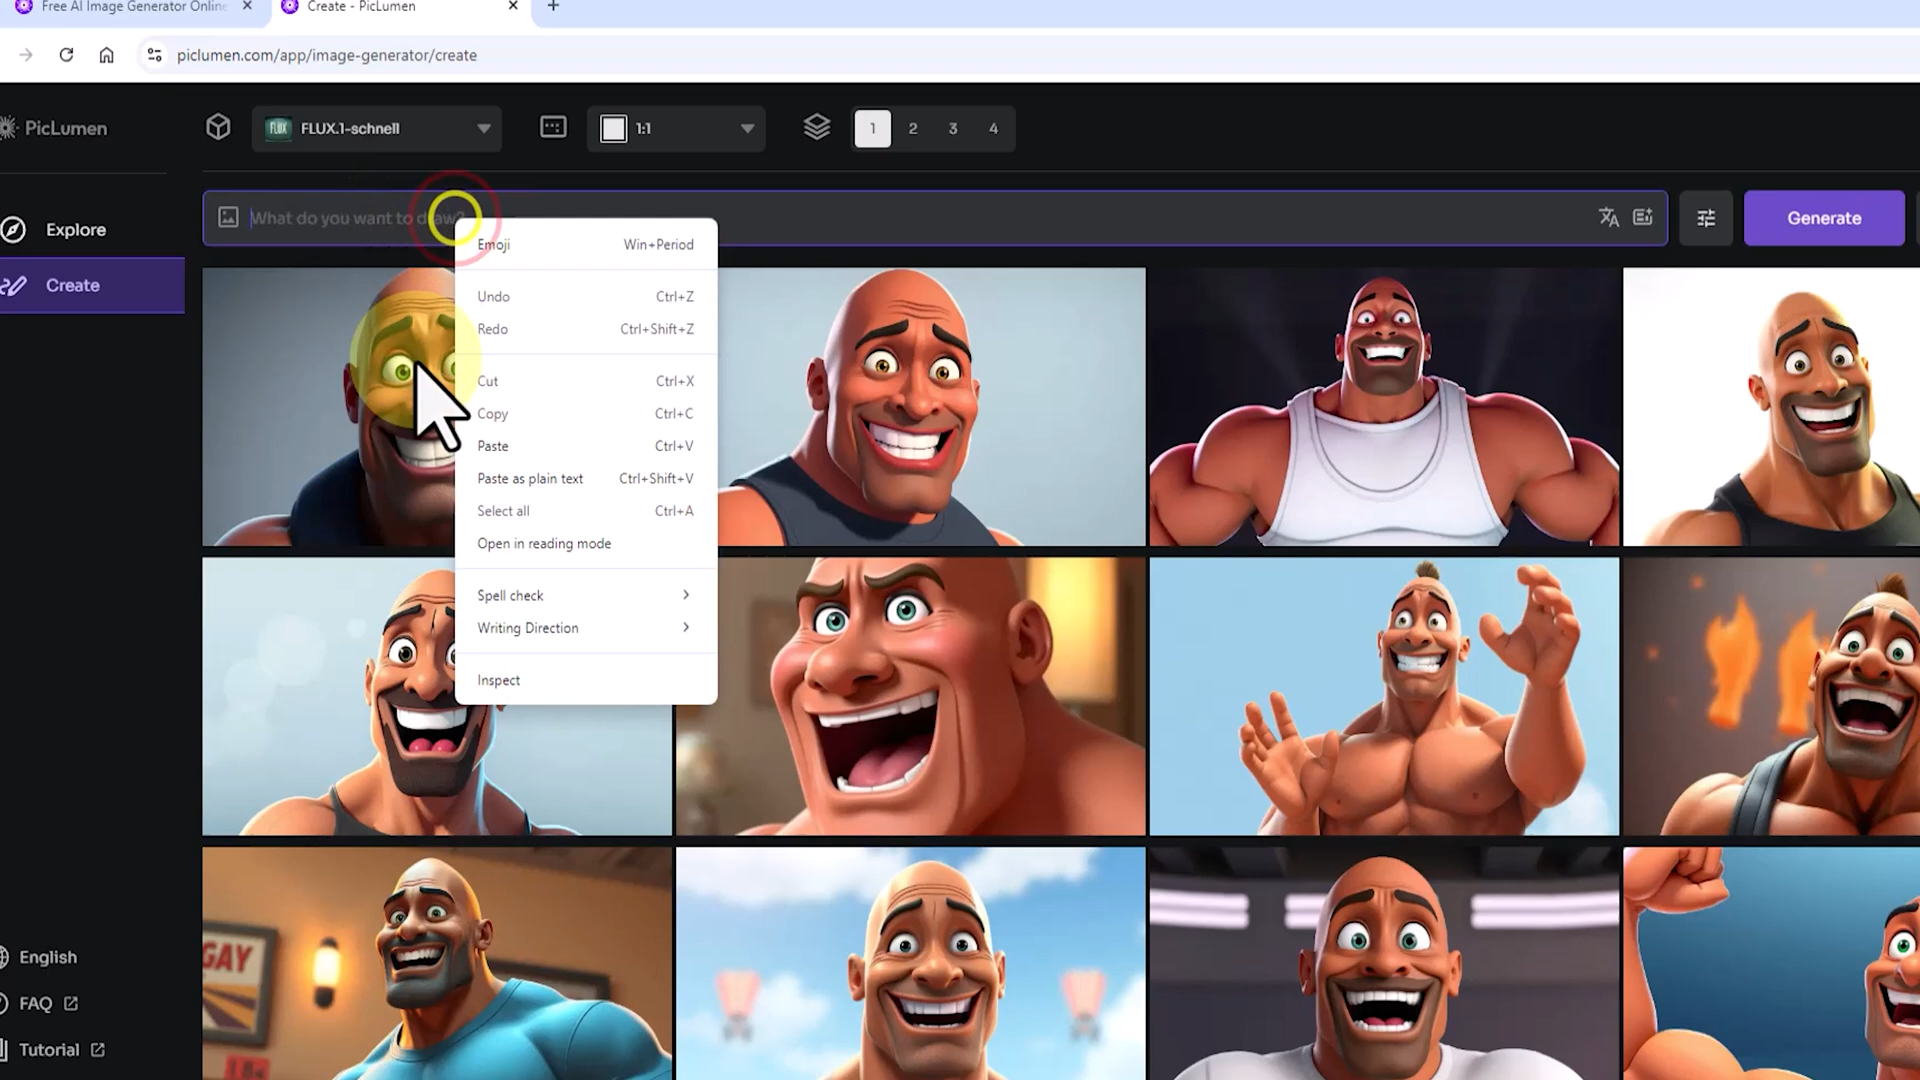 Free AI Image Generator Online
Create - PicLumen
piclumen.com/app/image-generator/create
PicLumen
FLUX
FLUX.1-schnell
1:1
1 2 3 4
What do you want to draw?
Generate
Explore
Create
Emoji Win+Period
Undo Ctrl+Z
Redo Ctrl+Shift+Z
Cut Ctrl+X
Copy Ctrl+C
Paste Ctrl+V
Paste as plain text Ctrl+Shift+V
Select all Ctrl+A
Open in reading mode
Spell check
Writing Direction
Inspect
GAY
English
FAQ
Tutorial